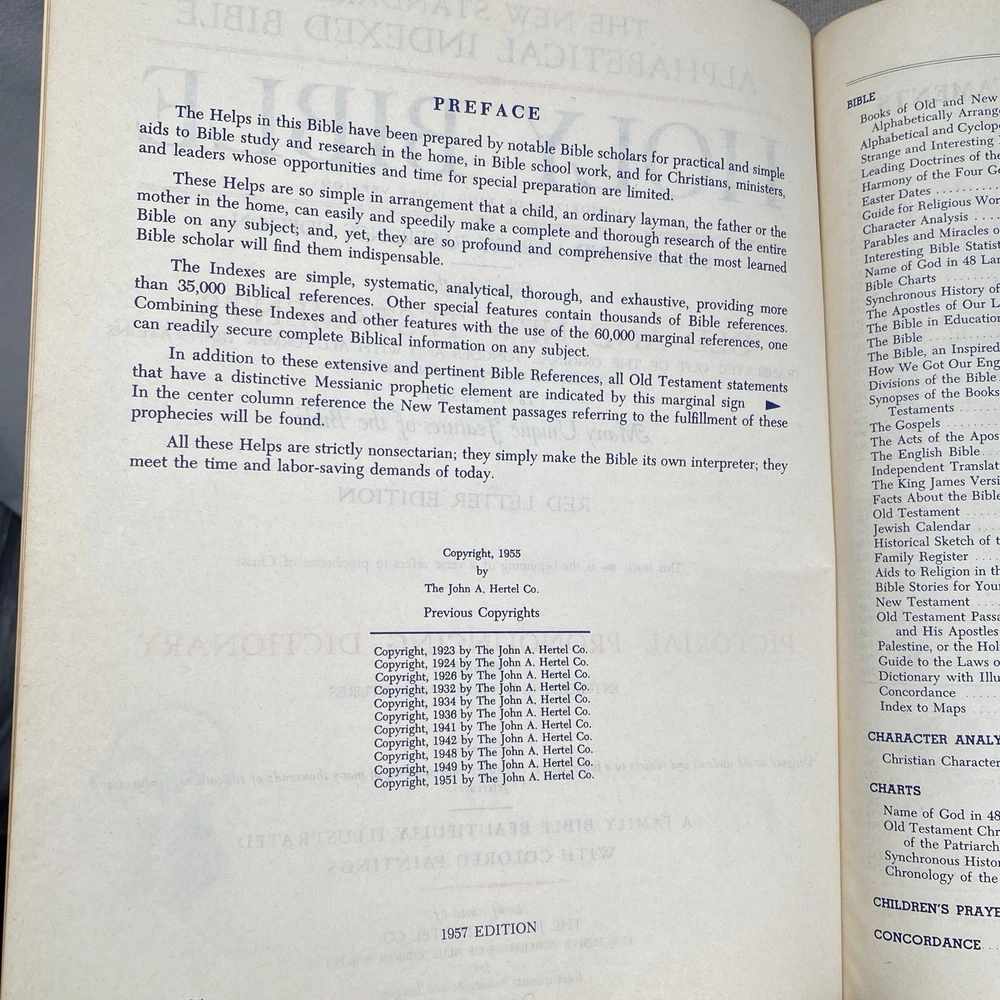 PREFACE
The Helps in this Bible have been prepared by notable Bible scholars for practical and simple
aids to Bible study and research in the home, in Bible school work, and for Christians, ministers,
and leaders whose opportunities and time for special preparation are limited.
These Helps are so simple in arrangement that a child, an ordinary layman, the father or the
mother in the home, can easily and speedily make a complete and thorough research of the entire
Bible on any subject; and, yet, they are so profound and comprehensive that the most learned
Bible scholar will find them indispensable.
The Indexes are simple, systematic, analytical, thorough, and exhaustive, providing more
than 35,000 Biblical references. Other special features contain thousands of Bible references.
Combining these Indexes and other features with the use of the 60,000 marginal references, one
can readily secure complete Biblical information on any subject.
In addition to these extensive and pertinent Bible References, all Old Testament statements
that have a distinctive Messianic prophetic element are indicated by this marginal sign ►
In the center column reference the New Testament passages referring to the fulfillment of these
prophecies will be found.
All these Helps are strictly nonsectarian; they simply make the Bible its own interpreter; they
meet the time and labor-saving demands of today.
Copyright, 1955
by
The John A. Hertel Co.
Previous Copyrights
Copyright, 1923 by The John A. Hertel Co.
Copyright, 1924 by The John A. Hertel Co.
Copyright, 1926 by The John A. Hertel Co.
Copyright, 1932 by The John A. Hertel Co.
Copyright, 1934 by The John A. Hertel Co.
Copyright, 1936 by The John A. Hertel Co.
Copyright, 1941 by The John A. Hertel Co.
Copyright, 1942 by The John A. Hertel Co.
Copyright, 1948 by The John A. Hertel Co.
Copyright, 1949 by The John A. Hertel Co.
Copyright, 1951 by The John A. Hertel Co.
1957 EDITION
BIBLE
Books of Old and New
Alphabetically Arrang
Alphabetical and Cyclop
Strange and Interesting
Leading Doctrines of the
Harmony of the Four Go
Easter Dates
Guide for Religious Wor
Character Analysis
Parables and Miracles o
Interesting Bible Statist
Name of God in 48 Lan
Bible Charts
Synchronous History of
The Apostles of Our L
The Bible in Education
The Bible
The Bible, an Inspired
How We Got Our Eng
Divisions of the Bible
Synopses of the Books
Testaments
The Gospels
The Acts of the Apos
The English Bible
Independent Translat
The King James Versi
Facts About the Bible
Old Testament
Jewish Calendar
Historical Sketch of t
Family Register
Aids to Religion in th
Bible Stories for You
New Testament
Old Testament Passa
and His Apostles
Palestine, or the Hol
Guide to the Laws o
Dictionary with Illu
Concordance
Index to Maps
CHARACTER ANALY
Christian Character
CHARTS
Name of God in 48
Old Testament Chr
of the Patriarch
Synchronous Histo
Chronology of the
CHILDREN'S PRAYE
CONCORDANCE